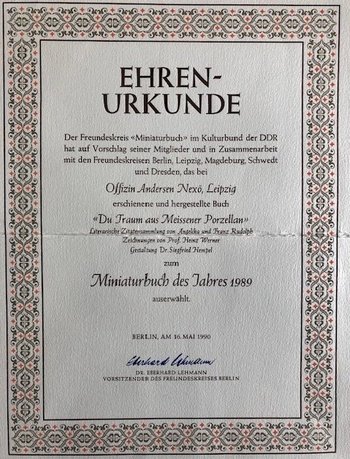 EHREN-
URKUNDE
Der Freundeskreis «Miniaturbuch» im Kulturbund der DDR
hat auf Vorschlag seiner Mitglieder und in Zusammenarbeit
mit den Freundeskreisen Berlin, Leipzig, Magdeburg, Schwedt
und Dresden, das bei
Offizin Andersen Nexö, Leipzig
erschienene und hergestellte Buch
«Du Traum aus Meissener Porzellan»
Literarische Zitatensammlung von Angelika und Franz Rudolph
Zeichnungen von Prof. Heinz Werner
Gestaltung Dr. Siegfried Hempel
zum
Miniaturbuch des Jahres 1989
auserwählt.
BERLIN, AM 16. MAI 1990
Eberhard Lehmann
DR. EBERHARD LEHMANN
VORSITZENDER DES FREUNDESKREISES BERLIN